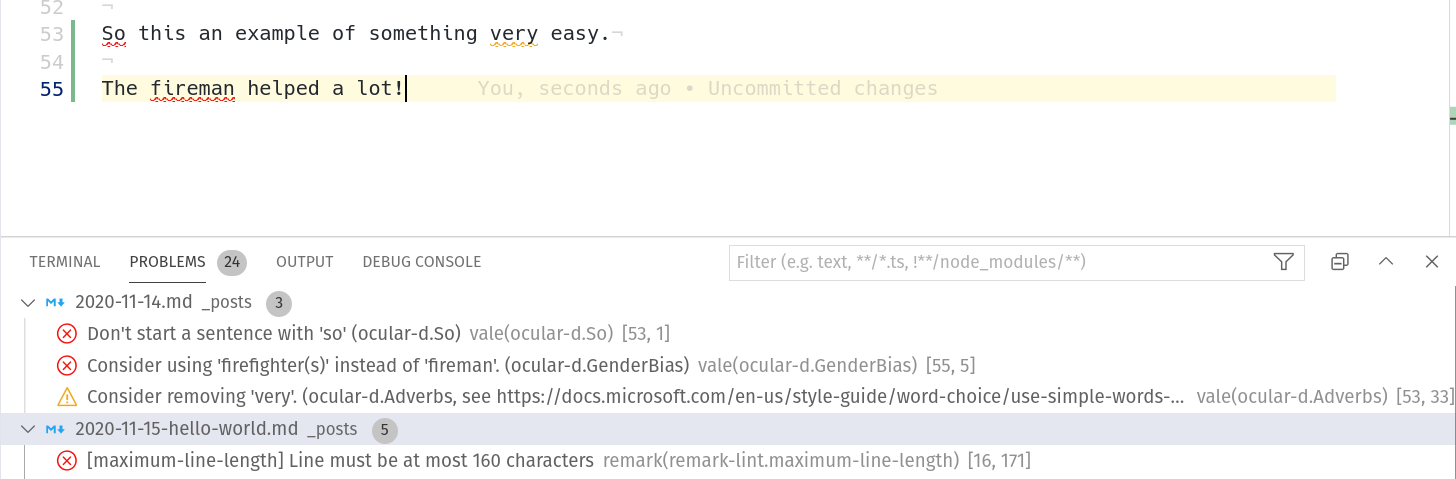 52 ¬
53 So this an example of something very easy.¬
54 ¬
55 The fireman helped a lot! You, seconds ago • Uncommitted changes
TERMINAL PROBLEMS 24 OUTPUT DEBUG CONSOLE Filter (e.g. text, **/*.ts, !**/node_modules/**)
M↓ 2020-11-14.md _posts 3
Don't start a sentence with 'so' (ocular-d.So) vale(ocular-d.So) [53, 1]
Consider using 'firefighter(s)' instead of 'fireman'. (ocular-d.GenderBias) vale(ocular-d.GenderBias) [55, 5]
Consider removing 'very'. (ocular-d.Adverbs, see https://docs.microsoft.com/en-us/style-guide/word-choice/use-simple-words-... vale(ocular-d.Adverbs) [53, 33]
M↓ 2020-11-15-hello-world.md _posts 5
[maximum-line-length] Line must be at most 160 characters remark(remark-lint.maximum-line-length) [16, 171]